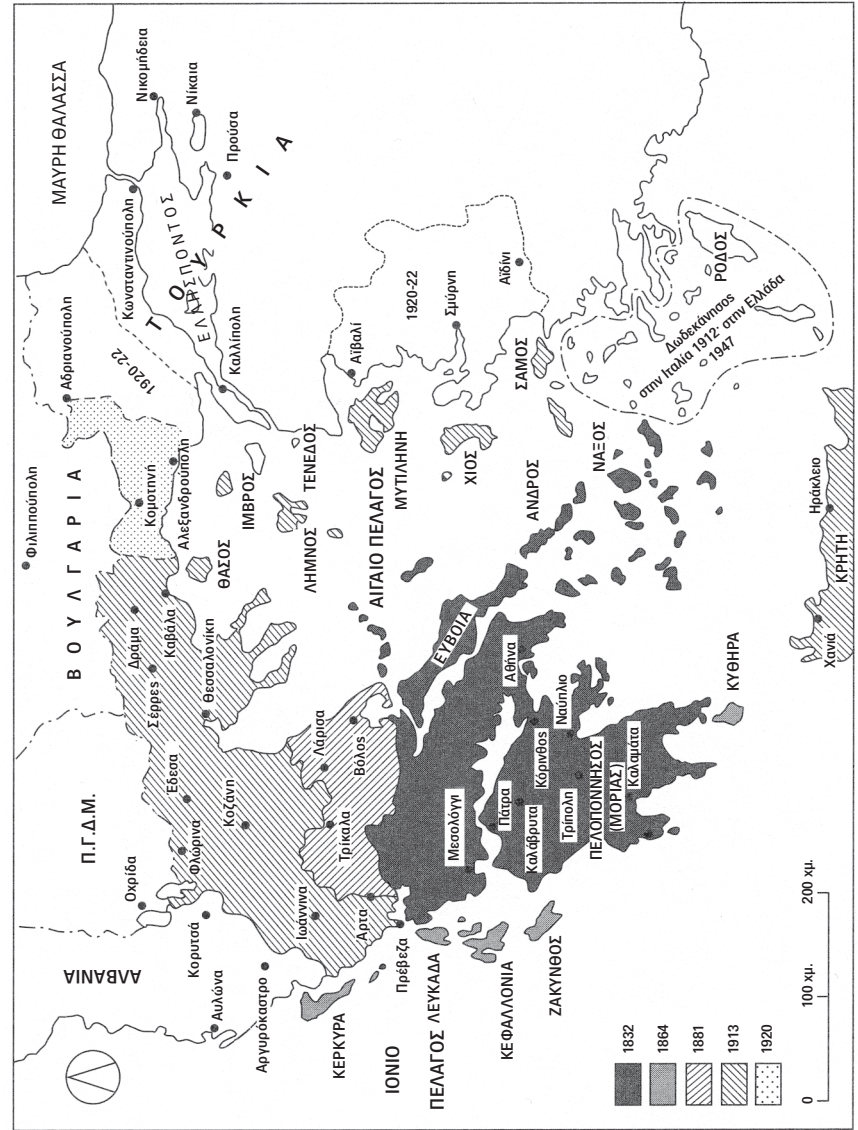 ΜΑΥΡΗ ΘΑΛΑΣΣΑ
Νικομήδεια
Νίκαια
Προύσα
Κωνσταντινούπολη
ΤΟΥΡΚΙΑ
ΕΛΛΗΣΠΟΝΤΟΣ
Καλλίπολη
1920-22
Αδριανούπολη
Φιλιππούπολη
ΒΟΥΛΓΑΡΙΑ
Κομοτηνή
Αλεξανδρούπολη
Δράμα
Καβάλα
Σέρρες
Θεσσαλονίκη
Π.Γ.Δ.Μ.
Έδεσα
Φλώρινα
Κοζάνη
Οχρίδα
Κορυτσά
ΑΛΒΑΝΙΑ
Αυλώνα
Αργυρόκαστρο
Ιωάννινα
ΘΑΣΟΣ
ΙΜΒΡΟΣ
ΛΗΜΝΟΣ
ΤΕΝΕΔΟΣ
ΑΙΓΑΙΟ ΠΕΛΑΓΟΣ
ΜΥΤΙΛΗΝΗ
Αϊβαλί
1920-22
Σμύρνη
Αϊδίνι
ΧΙΟΣ
ΣΑΜΟΣ
Λάρισα
Βόλος
Τρίκαλα
Άρτα
Πρέβεζα
ΚΕΡΚΥΡΑ
ΙΟΝΙΟ
ΠΕΛΑΓΟΣ
ΛΕΥΚΑΔΑ
ΚΕΦΑΛΛΟΝΙΑ
ΖΑΚΥΝΘΟΣ
ΕΥΒΟΙΑ
Αθήνα
Μεσολόγγι
Πάτρα
Καλάβρυτα
Κόρινθος
Ναύπλιο
Τρίπολη
ΠΕΛΟΠΟΝΝΗΣΟΣ
(ΜΟΡΙΑΣ)
Καλαμάτα
ΑΝΔΡΟΣ
ΝΑΞΟΣ
Δωδεκάνησος
στην Ιταλία 1912· στην Ελλάδα
1947
ΡΟΔΟΣ
ΚΥΘΗΡΑ
Χανιά
ΚΡΗΤΗ
Ηράκλειο
1832
1864
1881
1913
1920
0
100 χμ.
200 χμ.